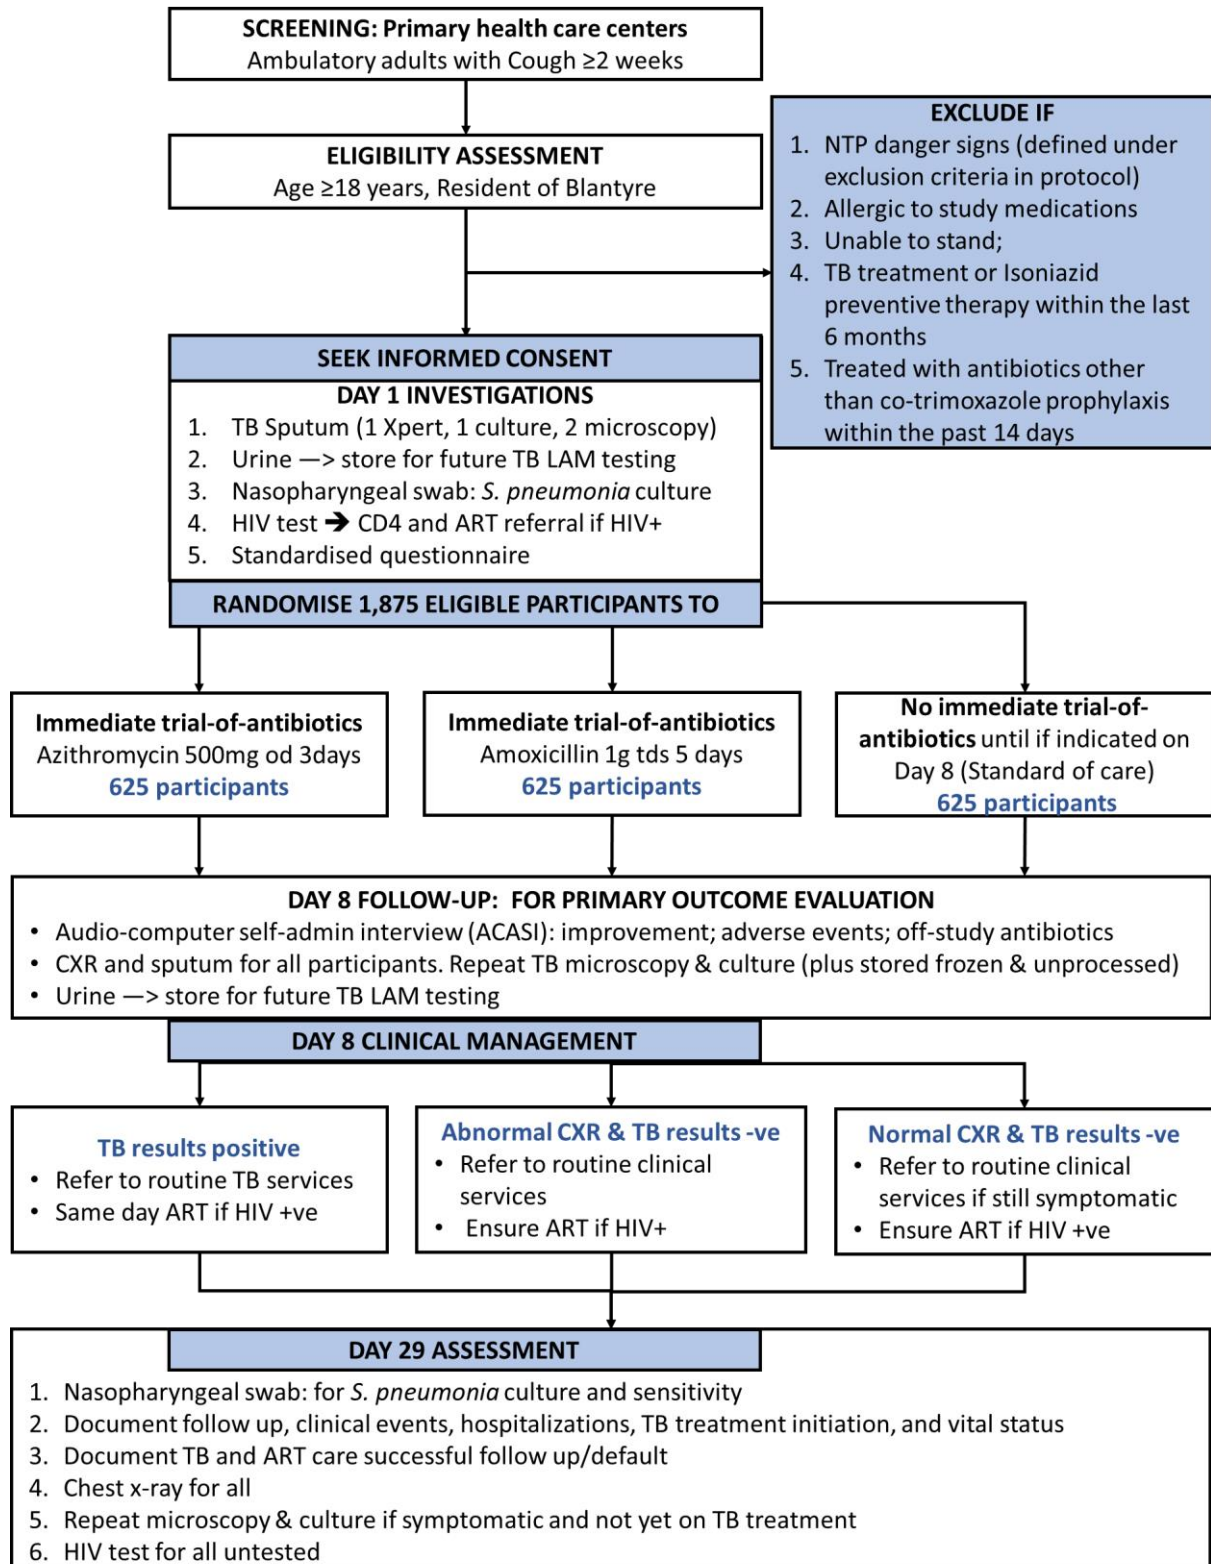 SCREENING: Primary health care centers
Ambulatory adults with Cough ≥2 weeks
ELIGIBILITY ASSESSMENT
Age ≥18 years, Resident of Blantyre
EXCLUDE IF
1. NTP danger signs (defined under
exclusion criteria in protocol)
2. Allergic to study medications
3. Unable to stand;
4. TB treatment or Isoniazid
preventive therapy within the last
6 months
5. Treated with antibiotics other
than co-trimoxazole prophylaxis
within the past 14 days
SEEK INFORMED CONSENT
DAY 1 INVESTIGATIONS
1. TB Sputum (1 Xpert, 1 culture, 2 microscopy)
2. Urine —> store for future TB LAM testing
3. Nasopharyngeal swab: S. pneumonia culture
4. HIV test ➔ CD4 and ART referral if HIV+
5. Standardised questionnaire
RANDOMISE 1,875 ELIGIBLE PARTICIPANTS TO
Immediate trial-of-antibiotics
Azithromycin 500mg od 3days
625 participants
Immediate trial-of-antibiotics
Amoxicillin 1g tds 5 days
625 participants
No immediate trial-of-
antibiotics until if indicated on
Day 8 (Standard of care)
625 participants
DAY 8 FOLLOW-UP: FOR PRIMARY OUTCOME EVALUATION
• Audio-computer self-admin interview (ACASI): improvement; adverse events; off-study antibiotics
• CXR and sputum for all participants. Repeat TB microscopy & culture (plus stored frozen & unprocessed)
• Urine —> store for future TB LAM testing
DAY 8 CLINICAL MANAGEMENT
TB results positive
• Refer to routine TB services
• Same day ART if HIV +ve
Abnormal CXR & TB results -ve
• Refer to routine clinical
services
• Ensure ART if HIV+
Normal CXR & TB results -ve
• Refer to routine clinical
services if still symptomatic
• Ensure ART if HIV +ve
DAY 29 ASSESSMENT
1. Nasopharyngeal swab: for S. pneumonia culture and sensitivity
2. Document follow up, clinical events, hospitalizations, TB treatment initiation, and vital status
3. Document TB and ART care successful follow up/default
4. Chest x-ray for all
5. Repeat microscopy & culture if symptomatic and not yet on TB treatment
6. HIV test for all untested